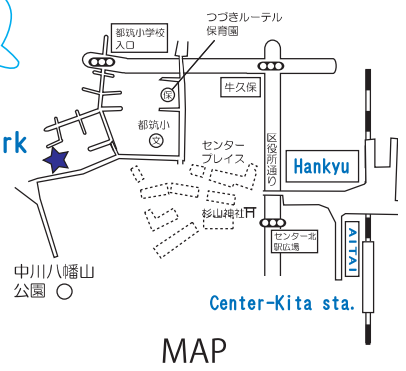 つづきルーテル
保育園
都筑小学校
入口
保
牛久保
都筑小
文
センター
プレイス
区役所通り
rk
Hankyu
杉山神社
センター北
駅広場
AITAI
中川八幡山
公園
Center-Kita sta.
MAP